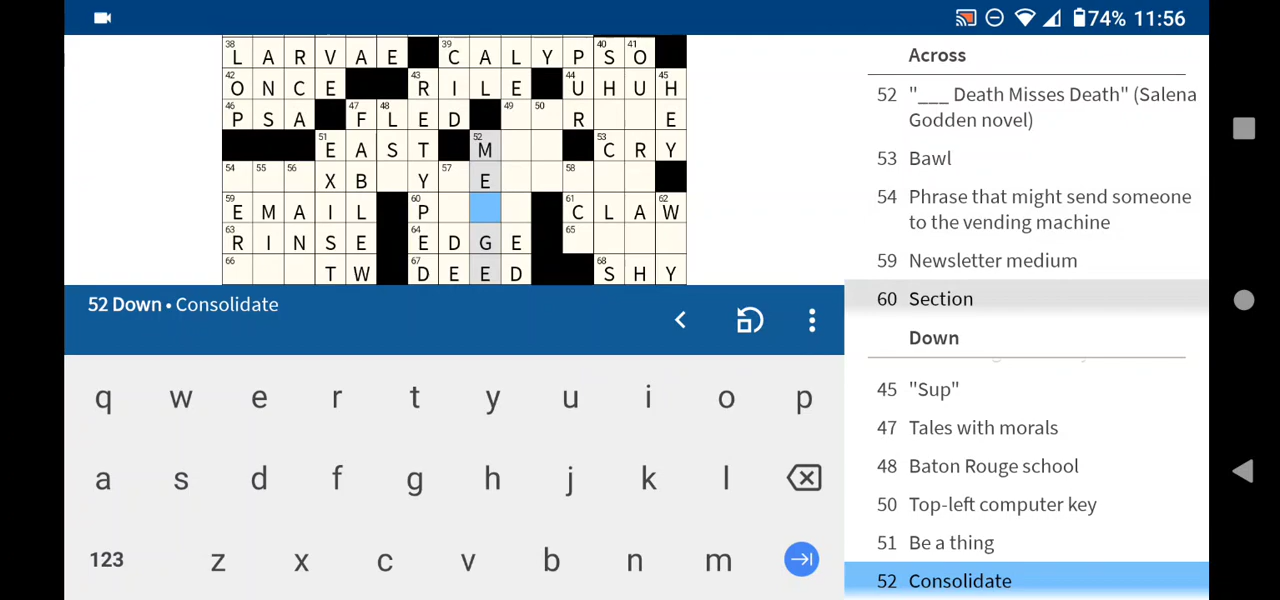 74% 11:56
38 L A R V A E 39 C A L Y P 40 S 41 O
42 O N C E 43 R I L E 44 U H U 45 H
46 P S A 47 F 48 L E D 49 50 R E
51 E A S T 52 M 53 C R Y
54 55 56 X B Y 57 E 58
59 E M A I L 60 P 61 C L A 62 W
63 R I N S E 64 E D G E 65
66 T W 67 D E E D 68 S H Y
52 Down • Consolidate
q w e r t y u i o p
a s d f g h j k l
123 z x c v b n m
Across
52 "___ Death Misses Death" (Salena
Godden novel)
53 Bawl
54 Phrase that might send someone
to the vending machine
59 Newsletter medium
60 Section
Down
45 "Sup"
47 Tales with morals
48 Baton Rouge school
50 Top-left computer key
51 Be a thing
52 Consolidate